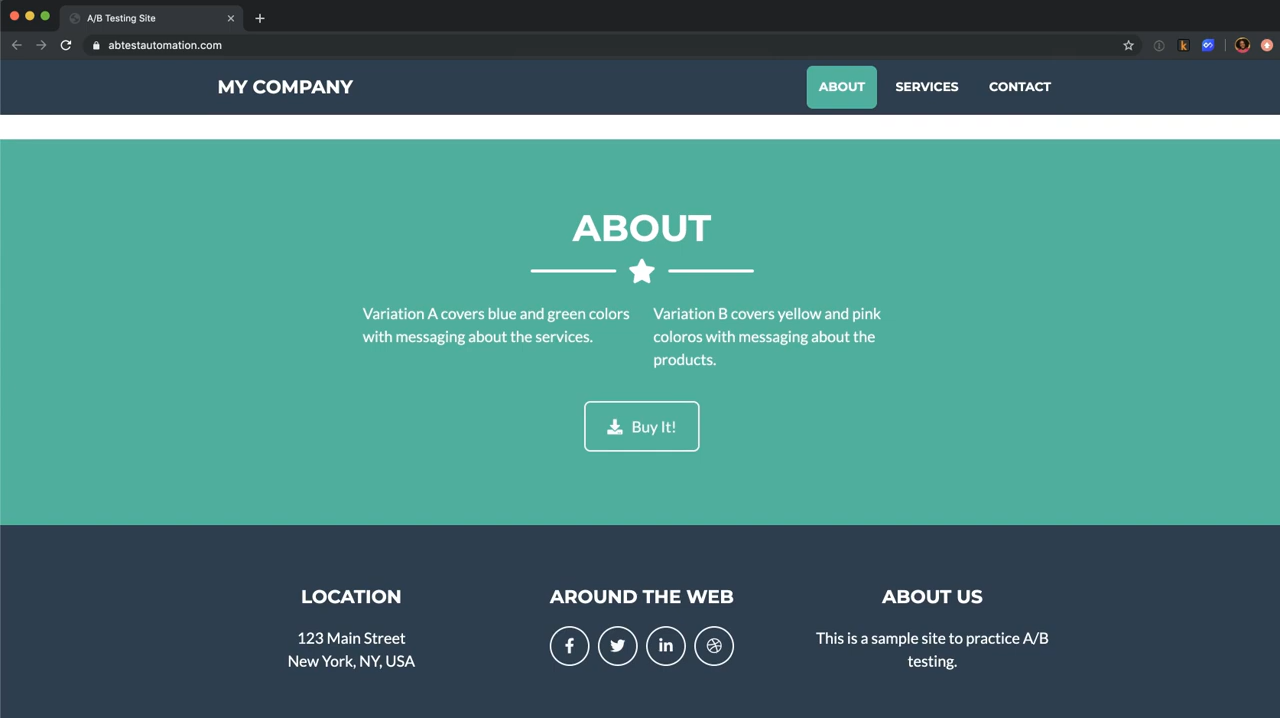 A/B Testing Site
abtestautomation.com
MY COMPANY
ABOUT
SERVICES
CONTACT
ABOUT
Variation A covers blue and green colors
with messaging about the services.
Variation B covers yellow and pink
coloros with messaging about the
products.
Buy It!
LOCATION
123 Main Street
New York, NY, USA
AROUND THE WEB
ABOUT US
This is a sample site to practice A/B
testing.